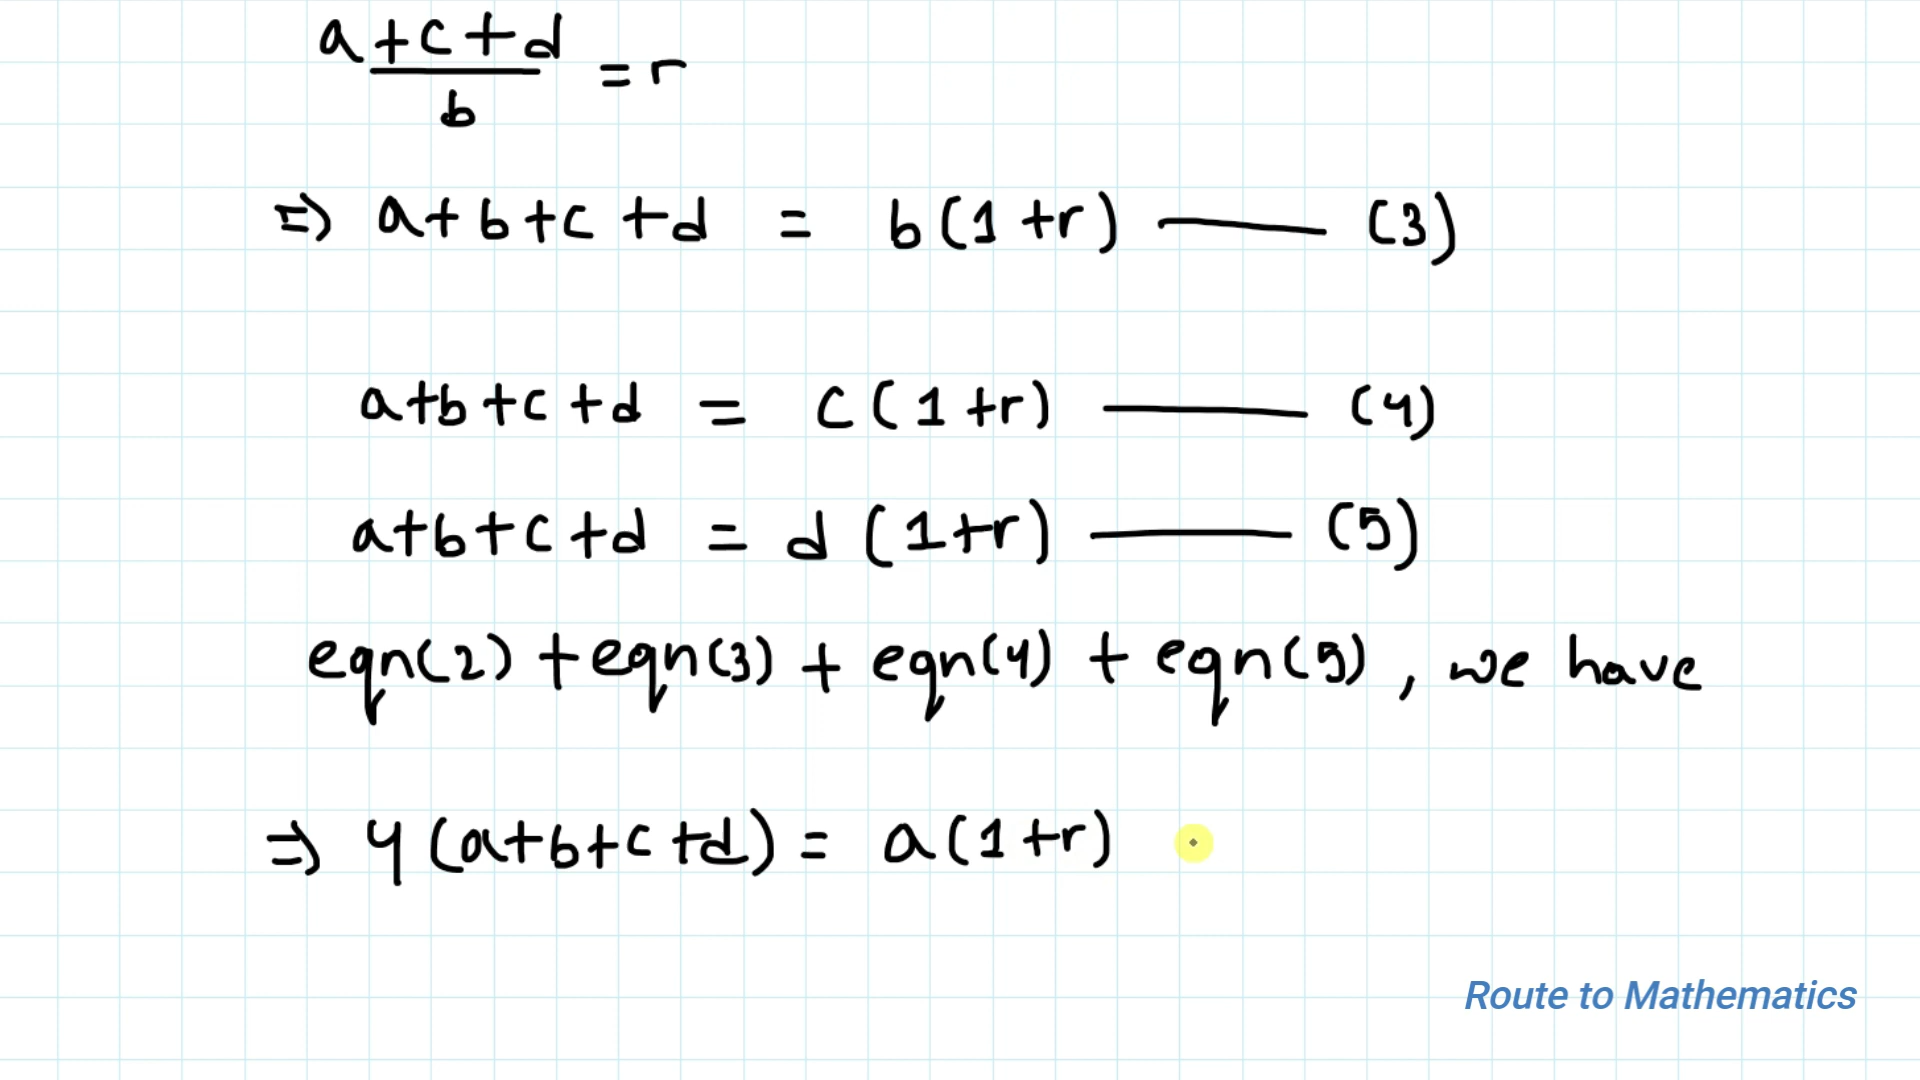 a+c+d
b
=r
⇒ a+b+c+d = b(1+r) —— (3)
a+b+c+d = c(1+r) —— (4)
a+b+c+d = d(1+r) —— (5)
eqn(2) + eqn(3) + eqn(4) + eqn(5), we have
⇒ 4(a+b+c+d) = a(1+r)
Route to Mathematics